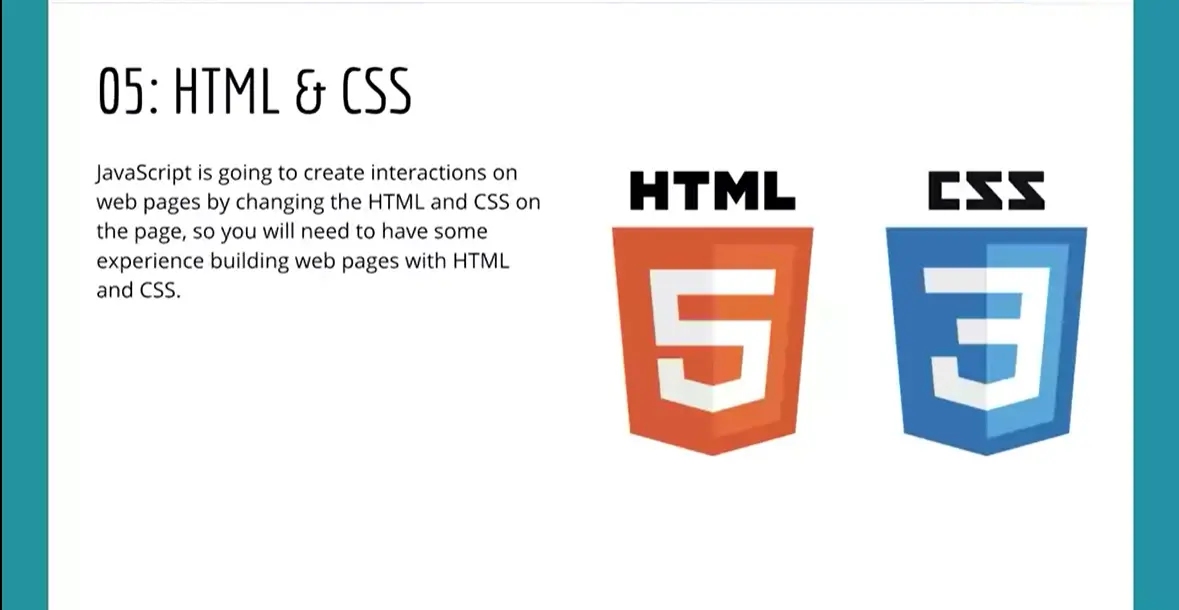 05: HTML & CSS
JavaScript is going to create interactions on
web pages by changing the HTML and CSS on
the page, so you will need to have some
experience building web pages with HTML
and CSS.
HTML
5
CSS
3